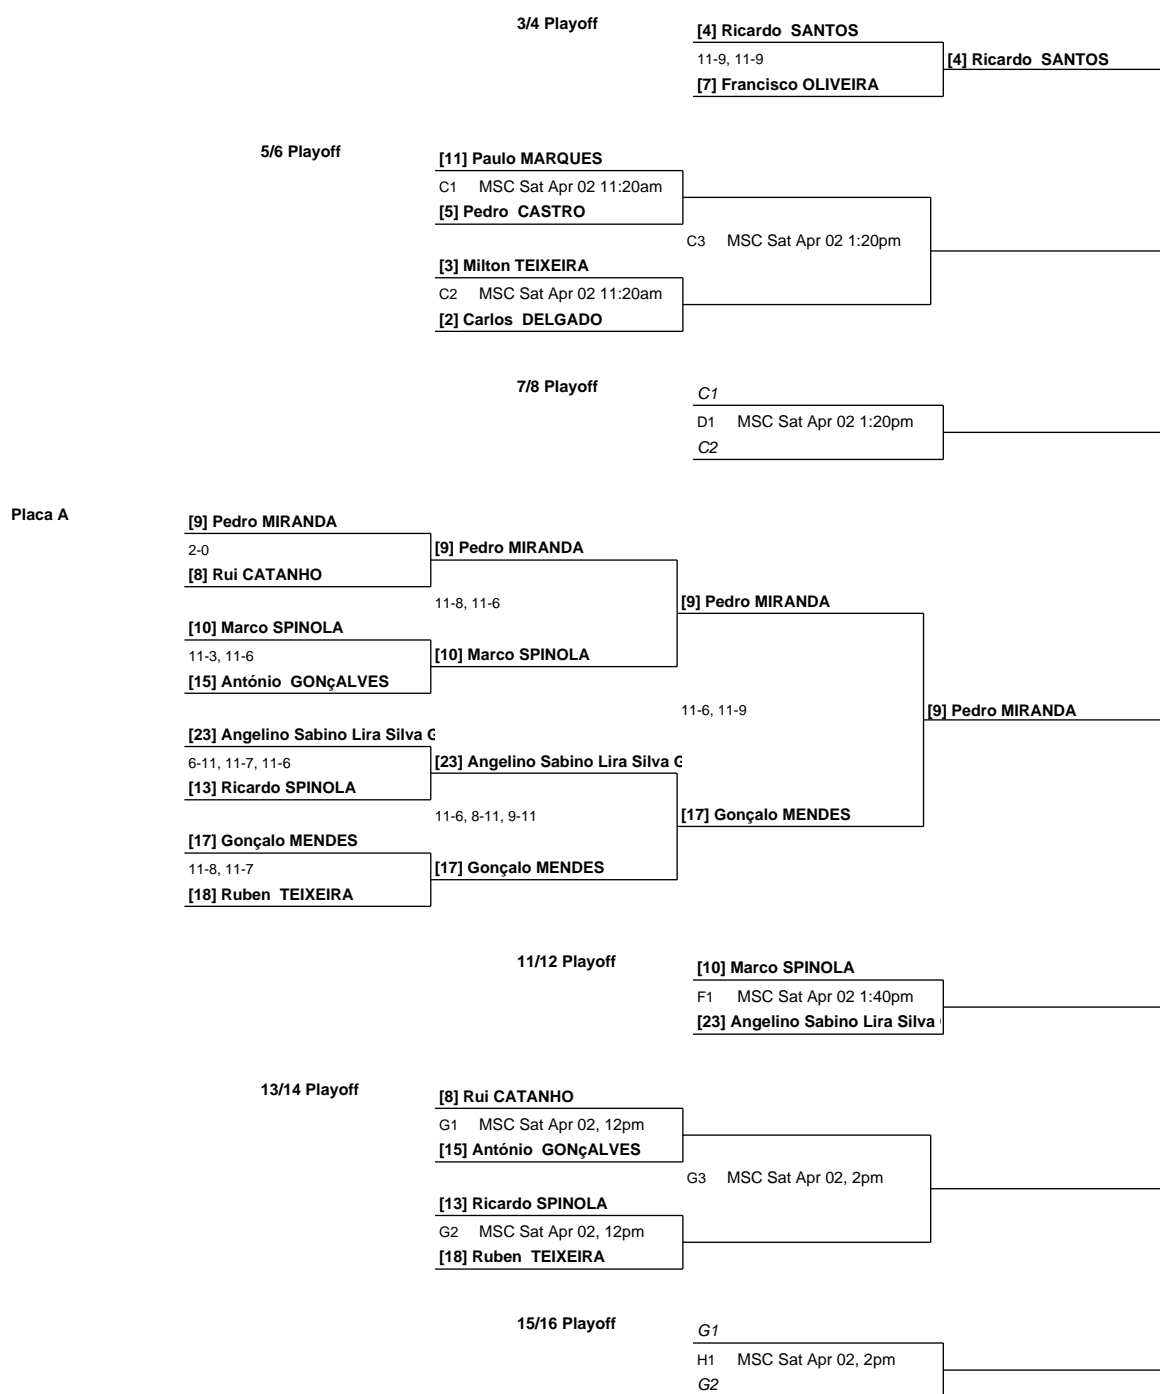 3/4 Playoff
[4] Ricardo SANTOS
11-9, 11-9
[4] Ricardo SANTOS
[7] Francisco OLIVEIRA
5/6 Playoff
[11] Paulo MARQUES
C1 MSC Sat Apr 02 11:20am
[5] Pedro CASTRO
C3 MSC Sat Apr 02 1:20pm
[3] Milton TEIXEIRA
C2 MSC Sat Apr 02 11:20am
[2] Carlos DELGADO
7/8 Playoff
C1
D1 MSC Sat Apr 02 1:20pm
C2
Placa A
[9] Pedro MIRANDA
2-0
[9] Pedro MIRANDA
[8] Rui CATANHO
11-8, 11-6
[9] Pedro MIRANDA
[10] Marco SPINOLA
11-3, 11-6
[10] Marco SPINOLA
[15] António GONçALVES
11-6, 11-9
[9] Pedro MIRANDA
[23] Angelino Sabino Lira Silva G
6-11, 11-7, 11-6
[23] Angelino Sabino Lira Silva G
[13] Ricardo SPINOLA
11-6, 8-11, 9-11
[17] Gonçalo MENDES
[17] Gonçalo MENDES
11-8, 11-7
[17] Gonçalo MENDES
[18] Ruben TEIXEIRA
11/12 Playoff
[10] Marco SPINOLA
F1 MSC Sat Apr 02 1:40pm
[23] Angelino Sabino Lira Silva
13/14 Playoff
[8] Rui CATANHO
G1 MSC Sat Apr 02, 12pm
[15] António GONçALVES
G3 MSC Sat Apr 02, 2pm
[13] Ricardo SPINOLA
G2 MSC Sat Apr 02, 12pm
[18] Ruben TEIXEIRA
15/16 Playoff
G1
H1 MSC Sat Apr 02, 2pm
G2